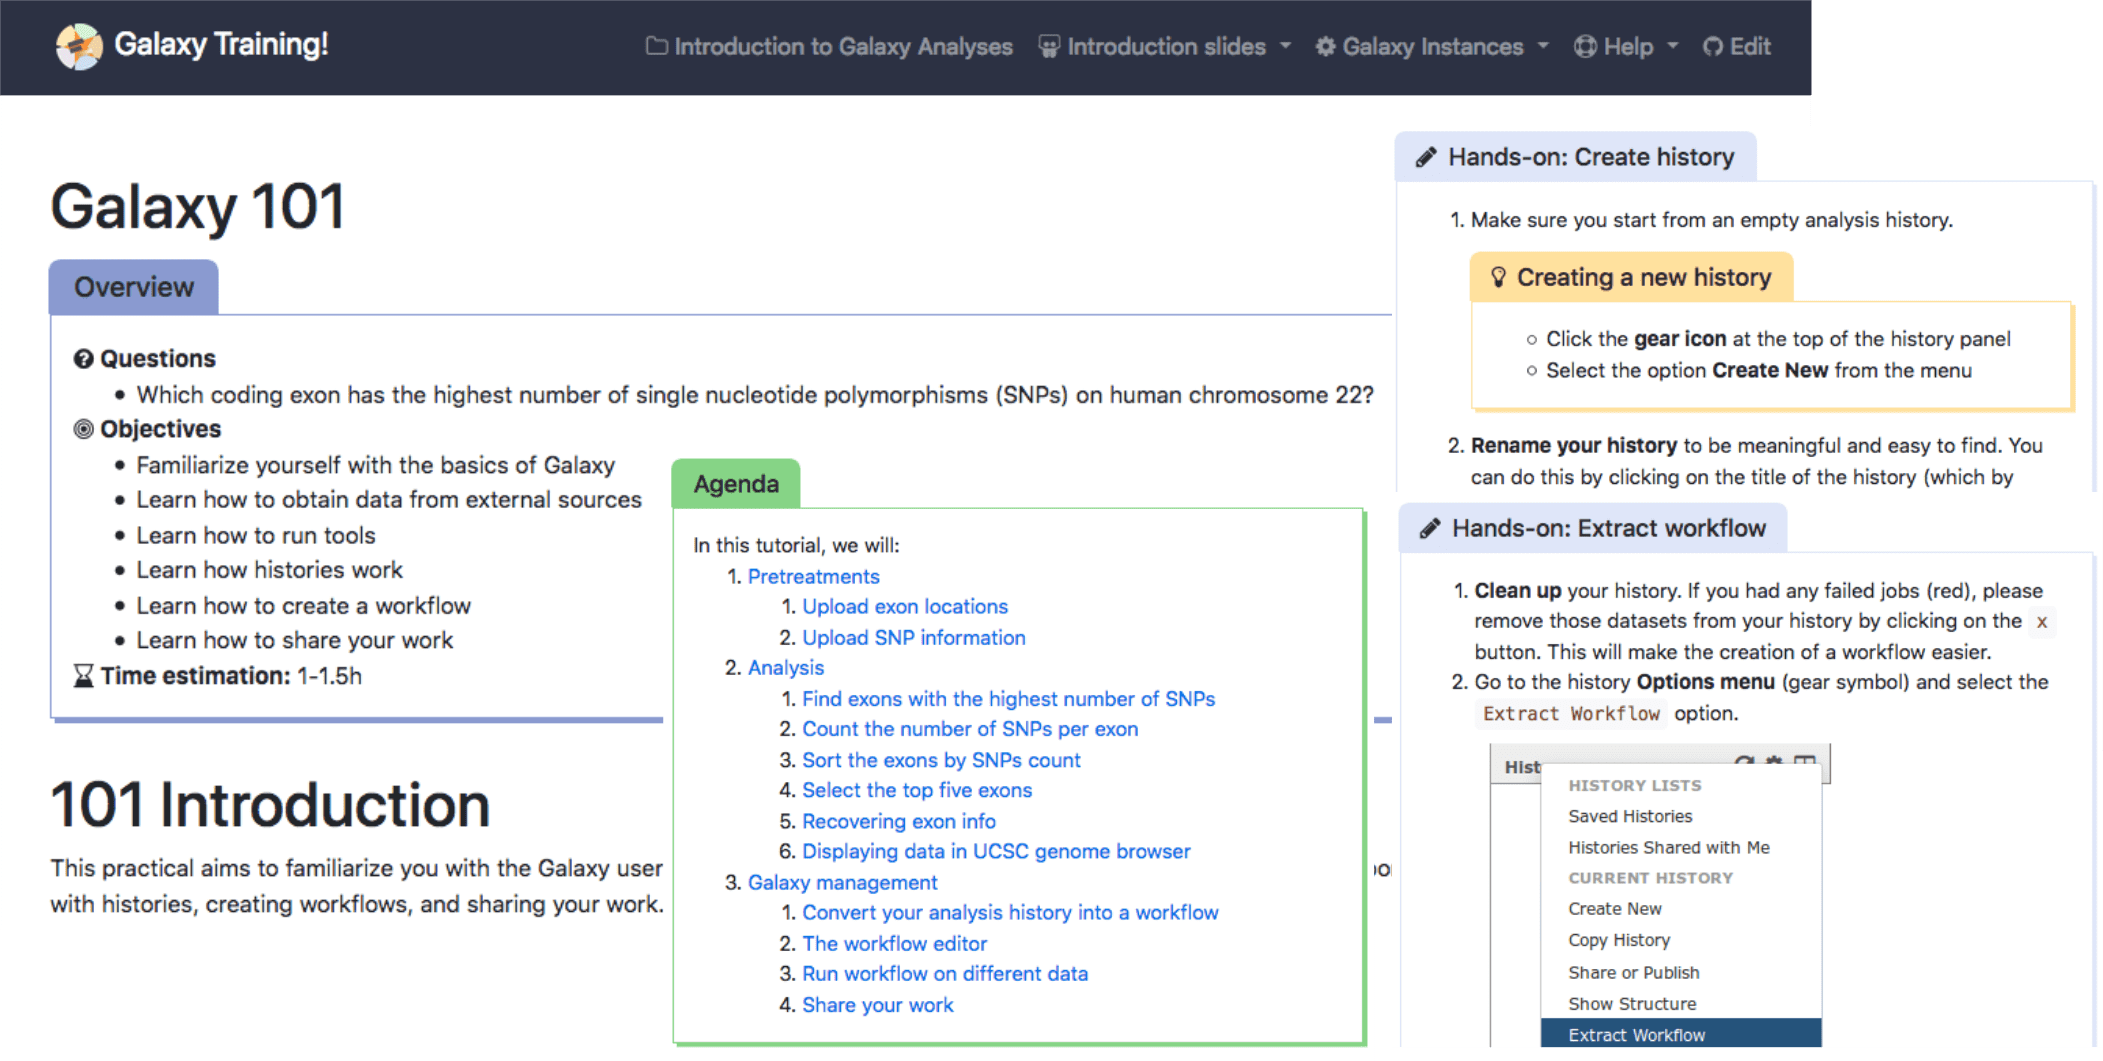 Galaxy Training!
Introduction to Galaxy Analyses
Introduction slides
Galaxy Instances
Help
Edit
Galaxy 101
Overview
Questions
• Which coding exon has the highest number of single nucleotide polymorphisms (SNPs) on human chromosome 22?
Objectives
• Familiarize yourself with the basics of Galaxy
• Learn how to obtain data from external sources
• Learn how to run tools
• Learn how histories work
• Learn how to create a workflow
• Learn how to share your work
Time estimation: 1-1.5h
101 Introduction
This practical aims to familiarize you with the Galaxy user
with histories, creating workflows, and sharing your work.
Agenda
In this tutorial, we will:
1. Pretreatments
1. Upload exon locations
2. Upload SNP information
2. Analysis
1. Find exons with the highest number of SNPs
2. Count the number of SNPs per exon
3. Sort the exons by SNPs count
4. Select the top five exons
5. Recovering exon info
6. Displaying data in UCSC genome browser
3. Galaxy management
1. Convert your analysis history into a workflow
2. The workflow editor
3. Run workflow on different data
4. Share your work
Hands-on: Create history
1. Make sure you start from an empty analysis history.
Creating a new history
○ Click the gear icon at the top of the history panel
○ Select the option Create New from the menu
2. Rename your history to be meaningful and easy to find. You
can do this by clicking on the title of the history (which by
Hands-on: Extract workflow
1. Clean up your history. If you had any failed jobs (red), please
remove those datasets from your history by clicking on the x
button. This will make the creation of a workflow easier.
2. Go to the history Options menu (gear symbol) and select the
Extract Workflow option.
Hist
HISTORY LISTS
Saved Histories
Histories Shared with Me
CURRENT HISTORY
Create New
Copy History
Share or Publish
Show Structure
Extract Workflow